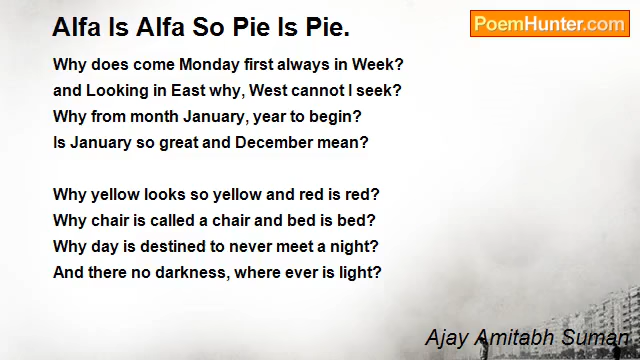 Alfa Is Alfa So Pie Is Pie.
PoemHunter.com
Why does come Monday first always in Week?
and Looking in East why, West cannot I seek?
Why from month January, year to begin?
Is January so great and December mean?
Why yellow looks so yellow and red is red?
Why chair is called a chair and bed is bed?
Why day is destined to never meet a night?
And there no darkness, where ever is light?
Ajay Amitabh Suman